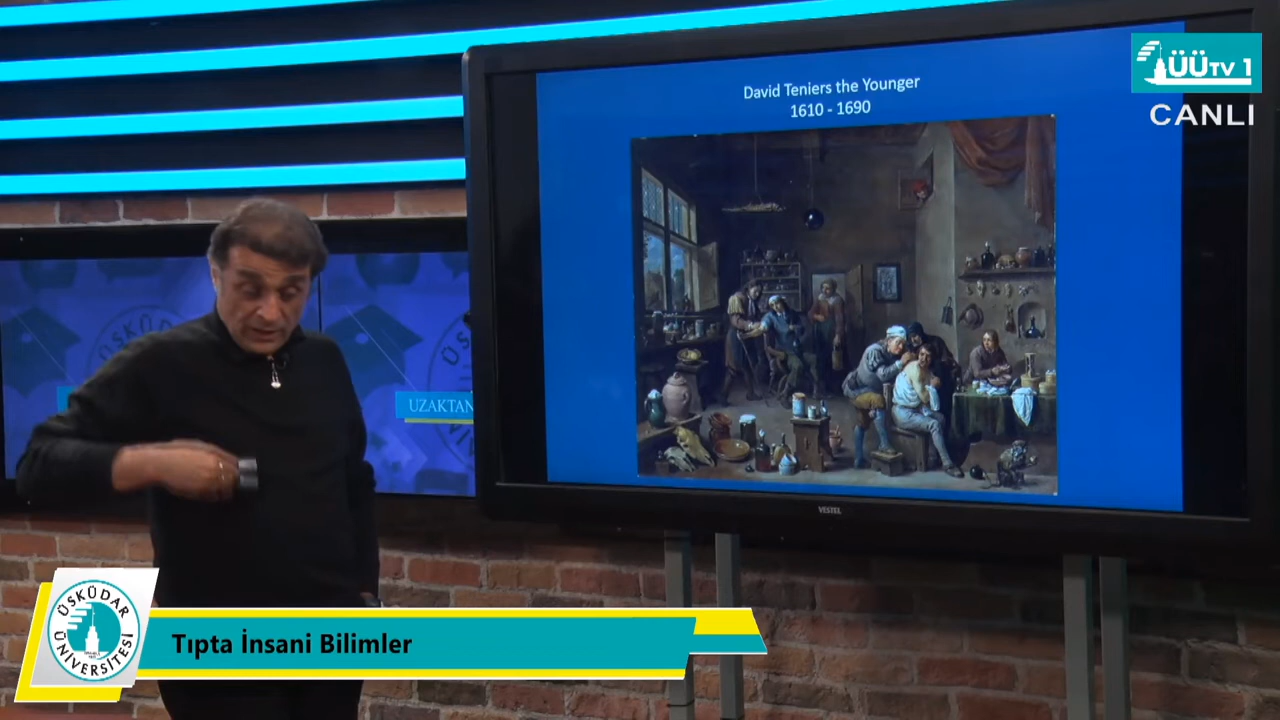 David Teniers the Younger
1610 - 1690
ÜÜTV 1
CANLI
UZAKTAN
VESTEL
ÜSKÜDAR
ÜNİVERSİTESİ
Tıpta İnsani Bilimler